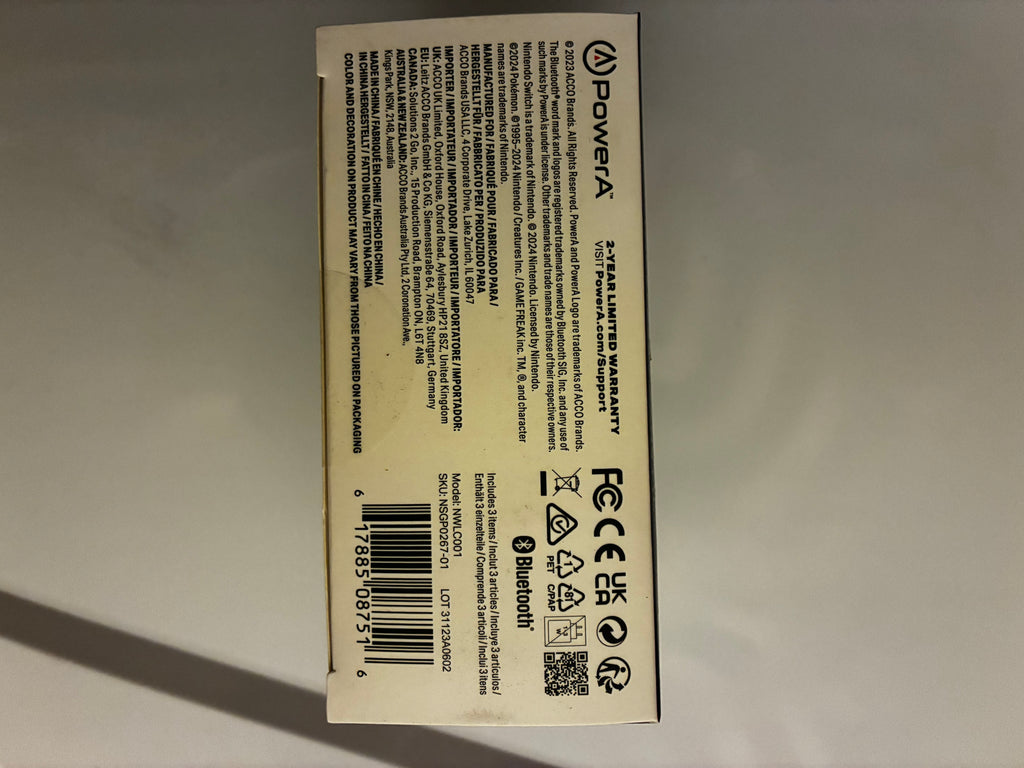 PowerA™
2-YEAR LIMITED WARRANTY
VISIT PowerA.com/Support
© 2023 ACCO Brands. All Rights Reserved. PowerA and PowerA Logo are trademarks of ACCO Brands.
The Bluetooth® word mark and logos are registered trademarks owned by Bluetooth SIG, Inc. and any use of
such marks by PowerA is under license. Other trademarks and trade names are those of their respective owners.
Nintendo Switch is a trademark of Nintendo. © 2024 Nintendo. Licensed by Nintendo.
©2024 Pokémon. ©1995–2024 Nintendo / Creatures Inc. / GAME FREAK inc. TM, ®, and character
names are trademarks of Nintendo.
MANUFACTURED FOR / FABRIQUÉ POUR / FABRICADO PARA /
HERGESTELLT FÜR / FABBRICATO PER / PRODUZIDO PARA
ACCO Brands USA LLC, 4 Corporate Drive, Lake Zurich, IL 60047
IMPORTER / IMPORTATEUR / IMPORTADOR / IMPORTEUR / IMPORTATORE / IMPORTADOR:
UK: ACCO UK Limited, Oxford House, Oxford Road, Aylesbury HP21 8SZ, United Kingdom
EU: Leitz ACCO Brands GmbH & Co KG, Siemensstraße 64, 70469, Stuttgart, Germany
CANADA: Solutions 2 Go, Inc., 15 Production Road, Brampton ON, L6T 4N8
AUSTRALIA & NEW ZEALAND: ACCO Brands Australia Pty Ltd, 2 Coronation Ave.,
Kings Park, NSW, 2148, Australia
MADE IN CHINA / FABRIQUÉ EN CHINE / HECHO EN CHINA /
IN CHINA HERGESTELLT / FATTO IN CINA / FEITO NA CHINA
COLOR AND DECORATION ON PRODUCT MAY VARY FROM THOSE PICTURED ON PACKAGING
FC CE UK
CA
1 81
PET C/PAP
Bluetooth®
Includes 3 items / Inclut 3 articles / Incluye 3 artículos /
Enthält 3 einzelteile / Comprende 3 articoli / Inclui 3 itens
Model: NWLC001
SKU: NSGP0267-01 LOT 31123A0602
6 17885 08751 6